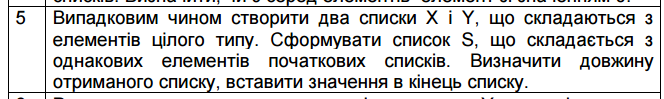 5 Випадковим чином створити два списки X і Y, що складаються з
елементів цілого типу. Сформувати список S, що складається з
однакових елементів початкових списків. Визначити довжину
отриманого списку, вставити значення в кінець списку.